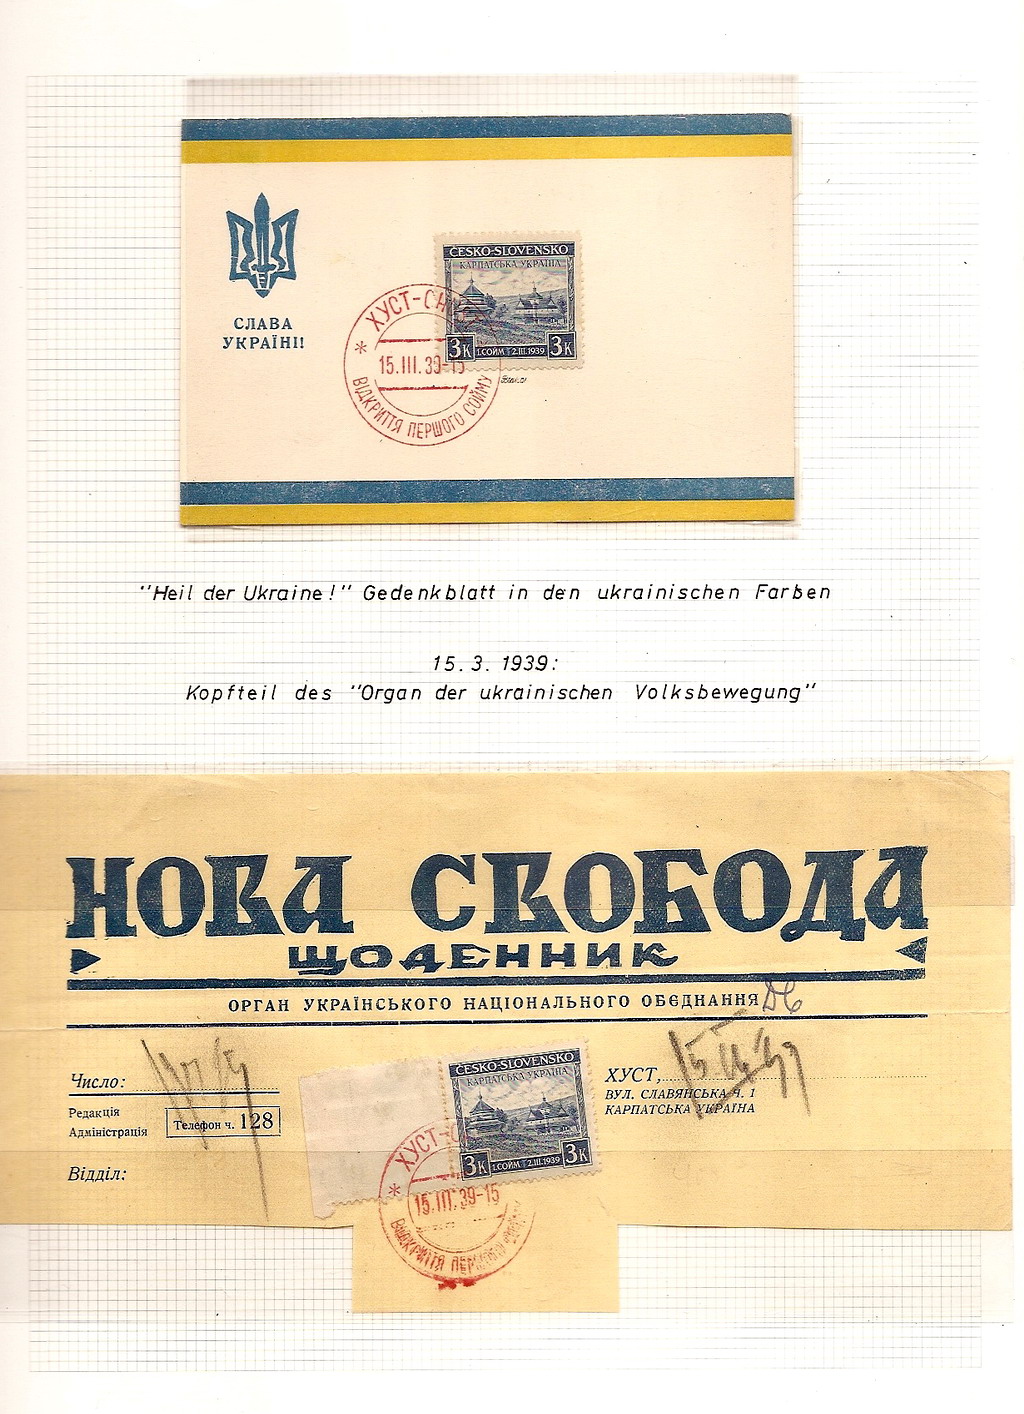 ČESKO-SLOVENSKO
КАРПАТСЬКА УКРАЇНА
3К 1.СОЙМ 2.III.1939 3К
СЛАВА
УКРАЇНІ!
ХУСТ-
* 15.III.39-15
ВІДКРИТТЯ ПЕРШОГО СОЙМУ
"Heil der Ukraine!" Gedenkblatt in den ukrainischen Farben
15. 3. 1939:
Kopfteil des "Organ der ukrainischen Volksbewegung"
НОВА СВОБОДА
ЩОДЕННИК
ОРГАН УКРАЇНСЬКОГО НАЦІОНАЛЬНОГО ОБЄДНАННЯ
Число:
Редакція
Адміністрація
Телефон ч. 128
Відділ:
ČESKO-SLOVENSKO
КАРПАТСЬКА УКРАЇНА
3К 1.СОЙМ 2.III.1939 3К
ХУСТ-
* 15.III.39-15
ВІДКРИТТЯ ПЕРШОГО
ХУСТ,
ВУЛ. СЛАВЯНСЬКА Ч. 1
КАРПАТСЬКА УКРАЇНА